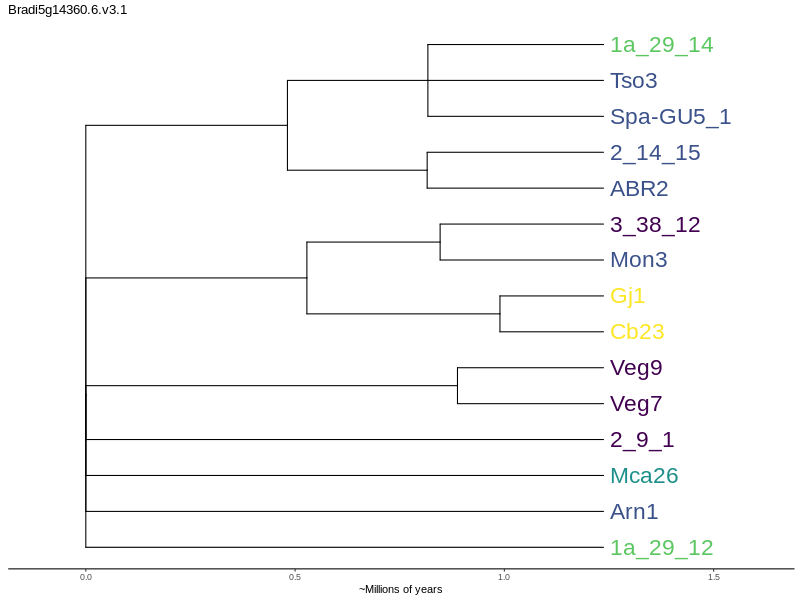 Bradi5g14360.6.v3.1
1a_29_14
Tso3
Spa-GU5_1
2_14_15
ABR2
3_38_12
Mon3
Gj1
Cb23
Veg9
Veg7
2_9_1
Mca26
Arn1
1a_29_12
0.0 0.5 1.0 1.5
~Millions of years